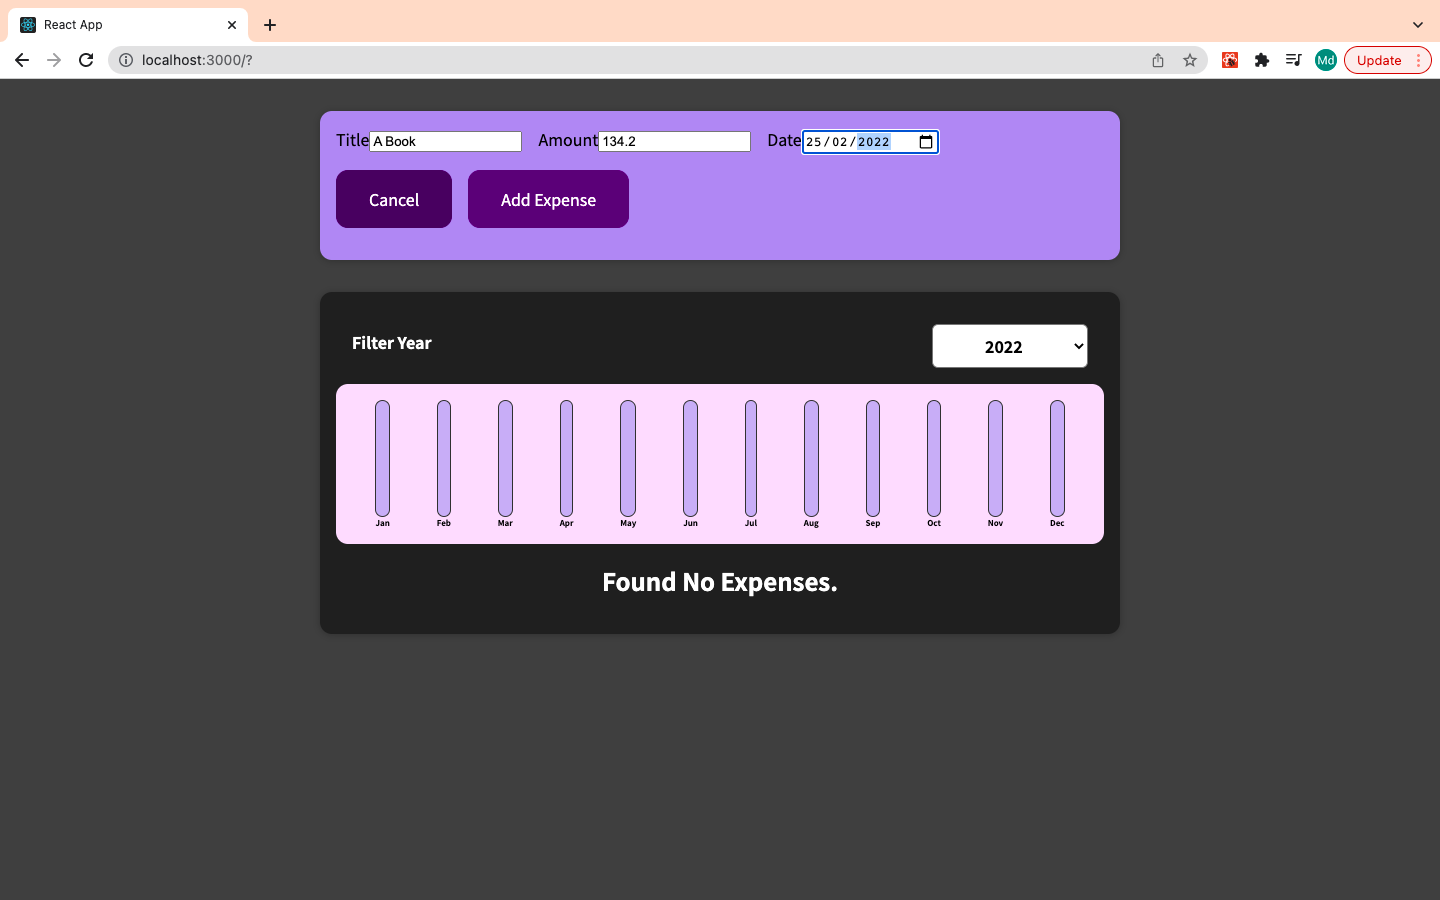 React App
localhost:3000/?
Md
Update
Title A Book Amount 134.2 Date 25/02/2022
Cancel Add Expense
Filter Year 2022
Jan Feb Mar Apr May Jun Jul Aug Sep Oct Nov Dec
Found No Expenses.